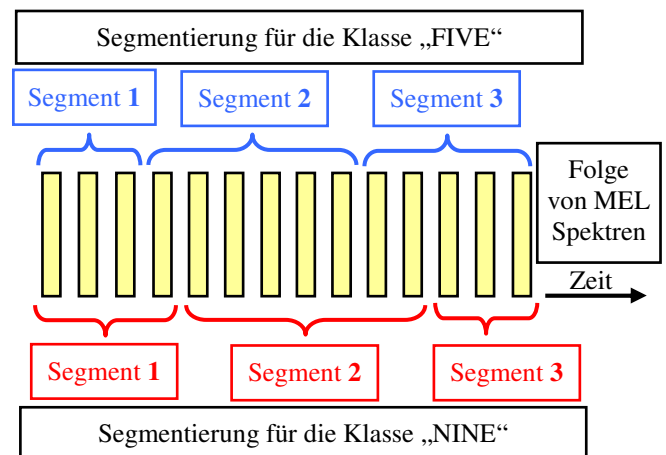 Segmentierung für die Klasse „FIVE“
Segment 1
Segment 2
Segment 3
Folge
von MEL
Spektren
Zeit
Segment 1
Segment 2
Segment 3
Segmentierung für die Klasse „NINE“